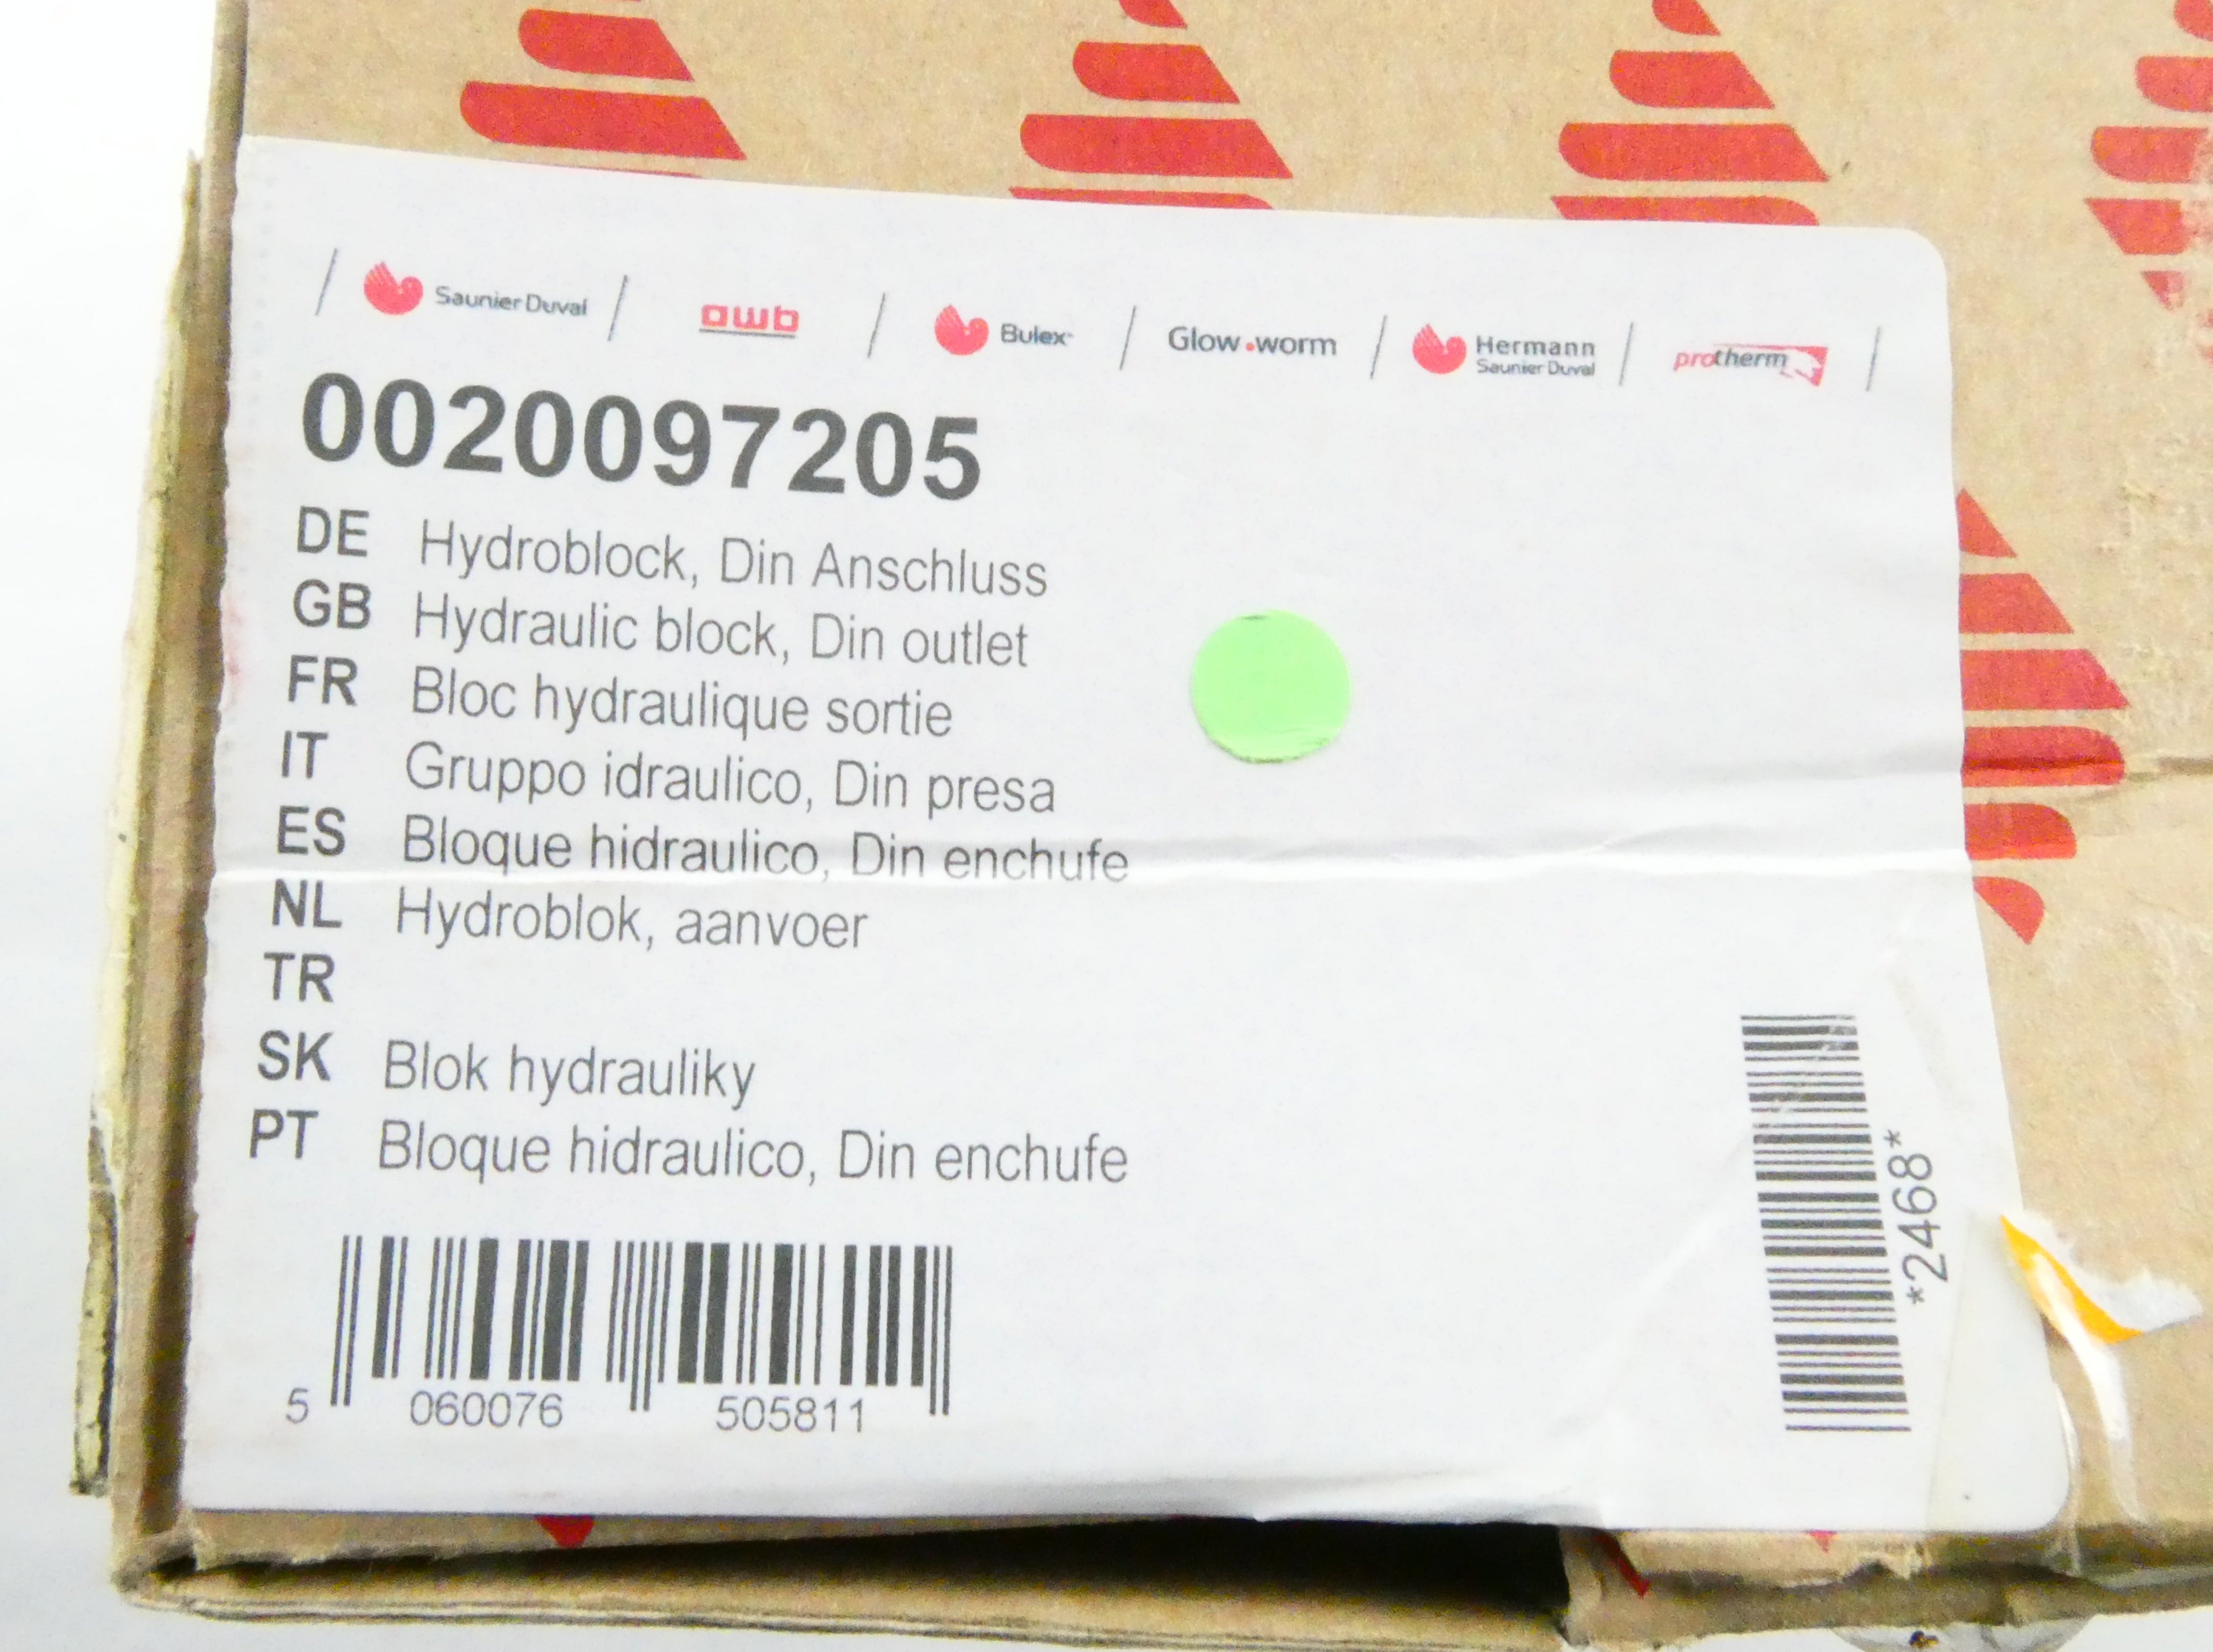 Saunier Duval / awb / Bulex / Glow.worm / Hermann Saunier Duval / protherm
0020097205
DE Hydroblock, Din Anschluss
GB Hydraulic block, Din outlet
FR Bloc hydraulique sortie
IT Gruppo idraulico, Din presa
ES Bloque hidraulico, Din enchufe
NL Hydroblok, aanvoer
TR
SK Blok hydrauliky
PT Bloque hidraulico, Din enchufe
5 060076 505811
*2468*